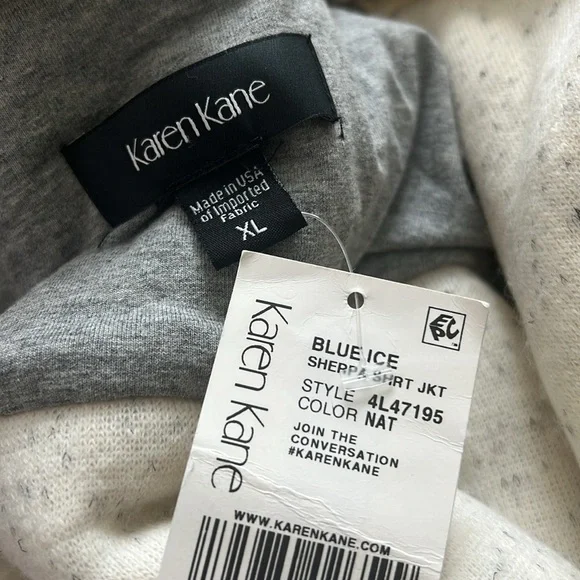 Karen Kane
Made in USA
of Imported
Fabric
XL
Karen Kane
BLUE ICE
SHERPA SHRT JKT
STYLE 4L47195
COLOR NAT
JOIN THE
CONVERSATION
#KARENKANE
WWW.KARENKANE.COM